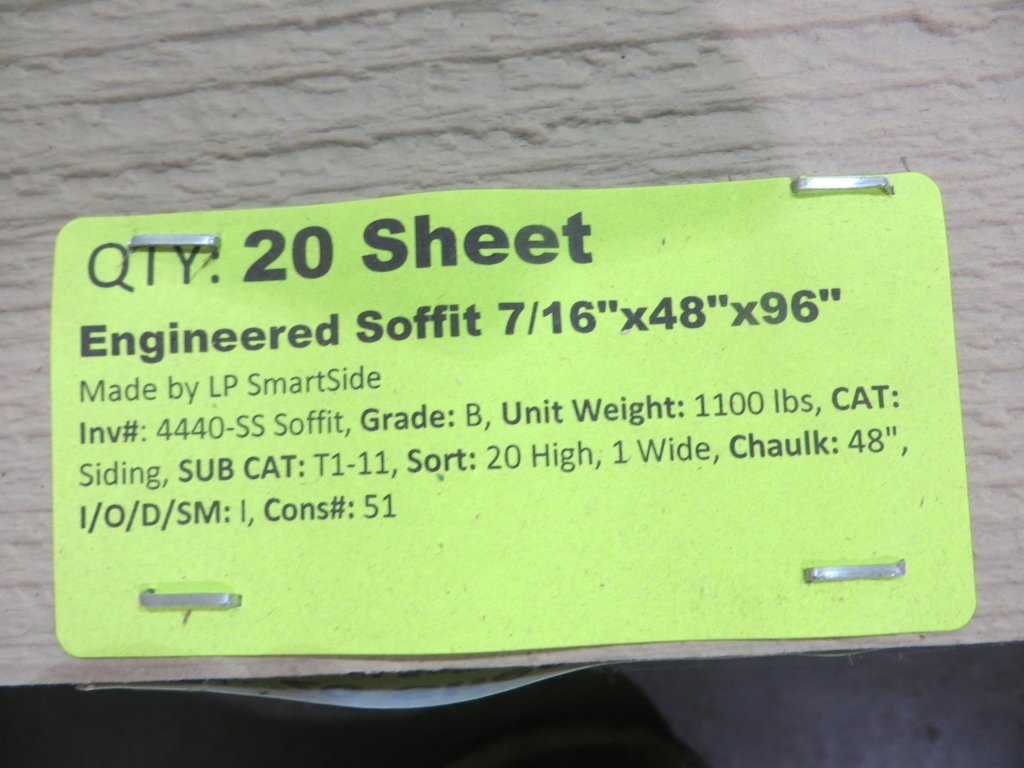 QTY: 20 Sheet
Engineered Soffit 7/16"x48"x96"
Made by LP SmartSide
Inv#: 4440-SS Soffit, Grade: B, Unit Weight: 1100 lbs, CAT:
Siding, SUB CAT: T1-11, Sort: 20 High, 1 Wide, Chaulk: 48",
I/O/D/SM: I, Cons#: 51